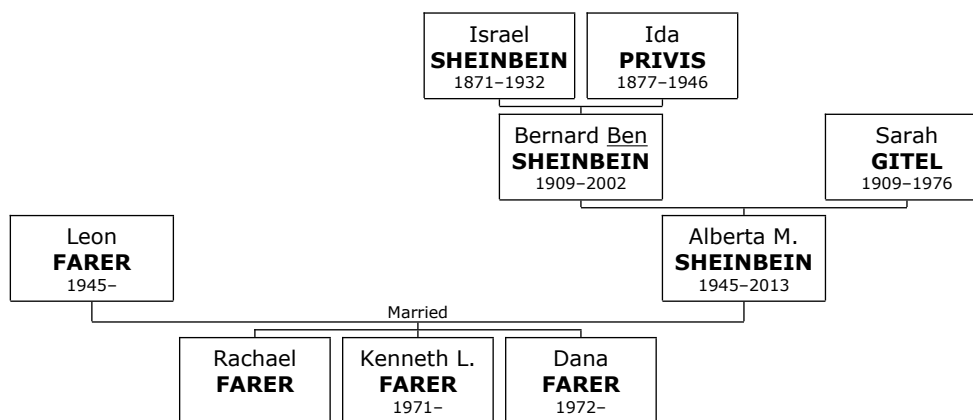 Israel
SHEINBEIN
1871–1932
Ida
PRIVIS
1877–1946
Bernard Ben
SHEINBEIN
1909–2002
Sarah
GITEL
1909–1976
Leon
FARER
1945–
Alberta M.
SHEINBEIN
1945–2013
Married
Rachael
FARER
Kenneth L.
FARER
1971–
Dana
FARER
1972–